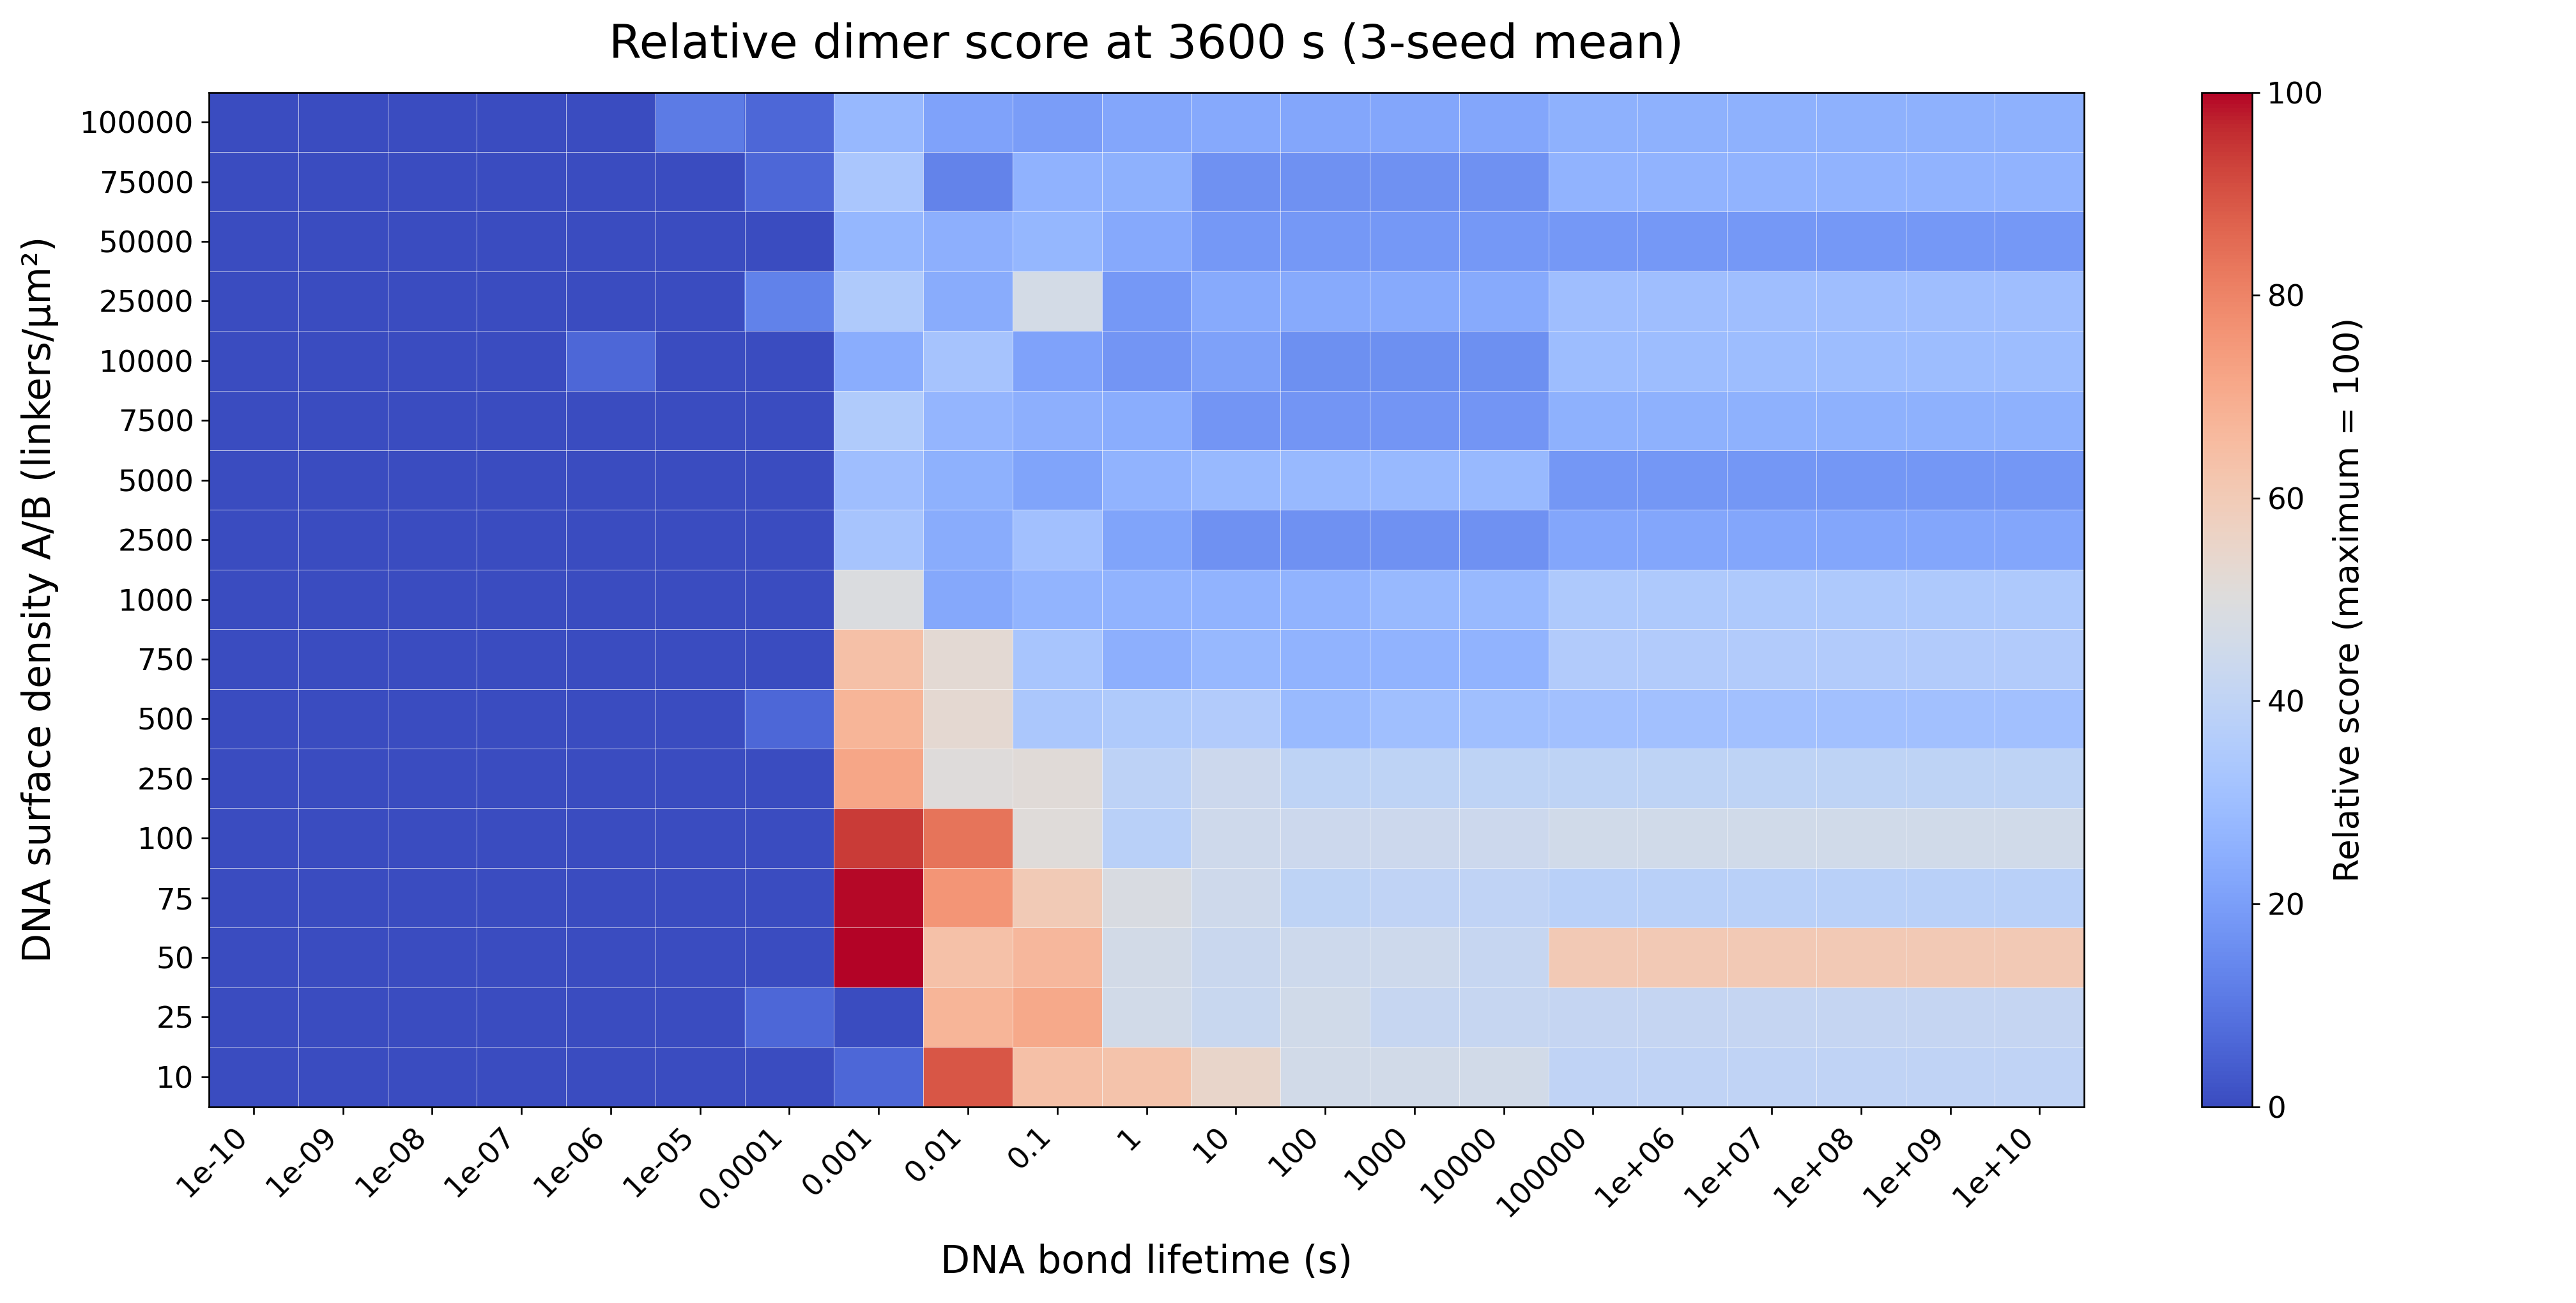 Relative dimer score at 3600 s (3-seed mean)
DNA surface density A/B (linkers/µm²)
100000
75000
50000
25000
10000
7500
5000
2500
1000
750
500
250
100
75
50
25
10
1e-10
1e-09
1e-08
1e-07
1e-06
1e-05
0.0001
0.001
0.01
0.1
1
10
100
1000
10000
100000
1e+06
1e+07
1e+08
1e+09
1e+10
DNA bond lifetime (s)
100
80
60
40
20
0
Relative score (maximum = 100)